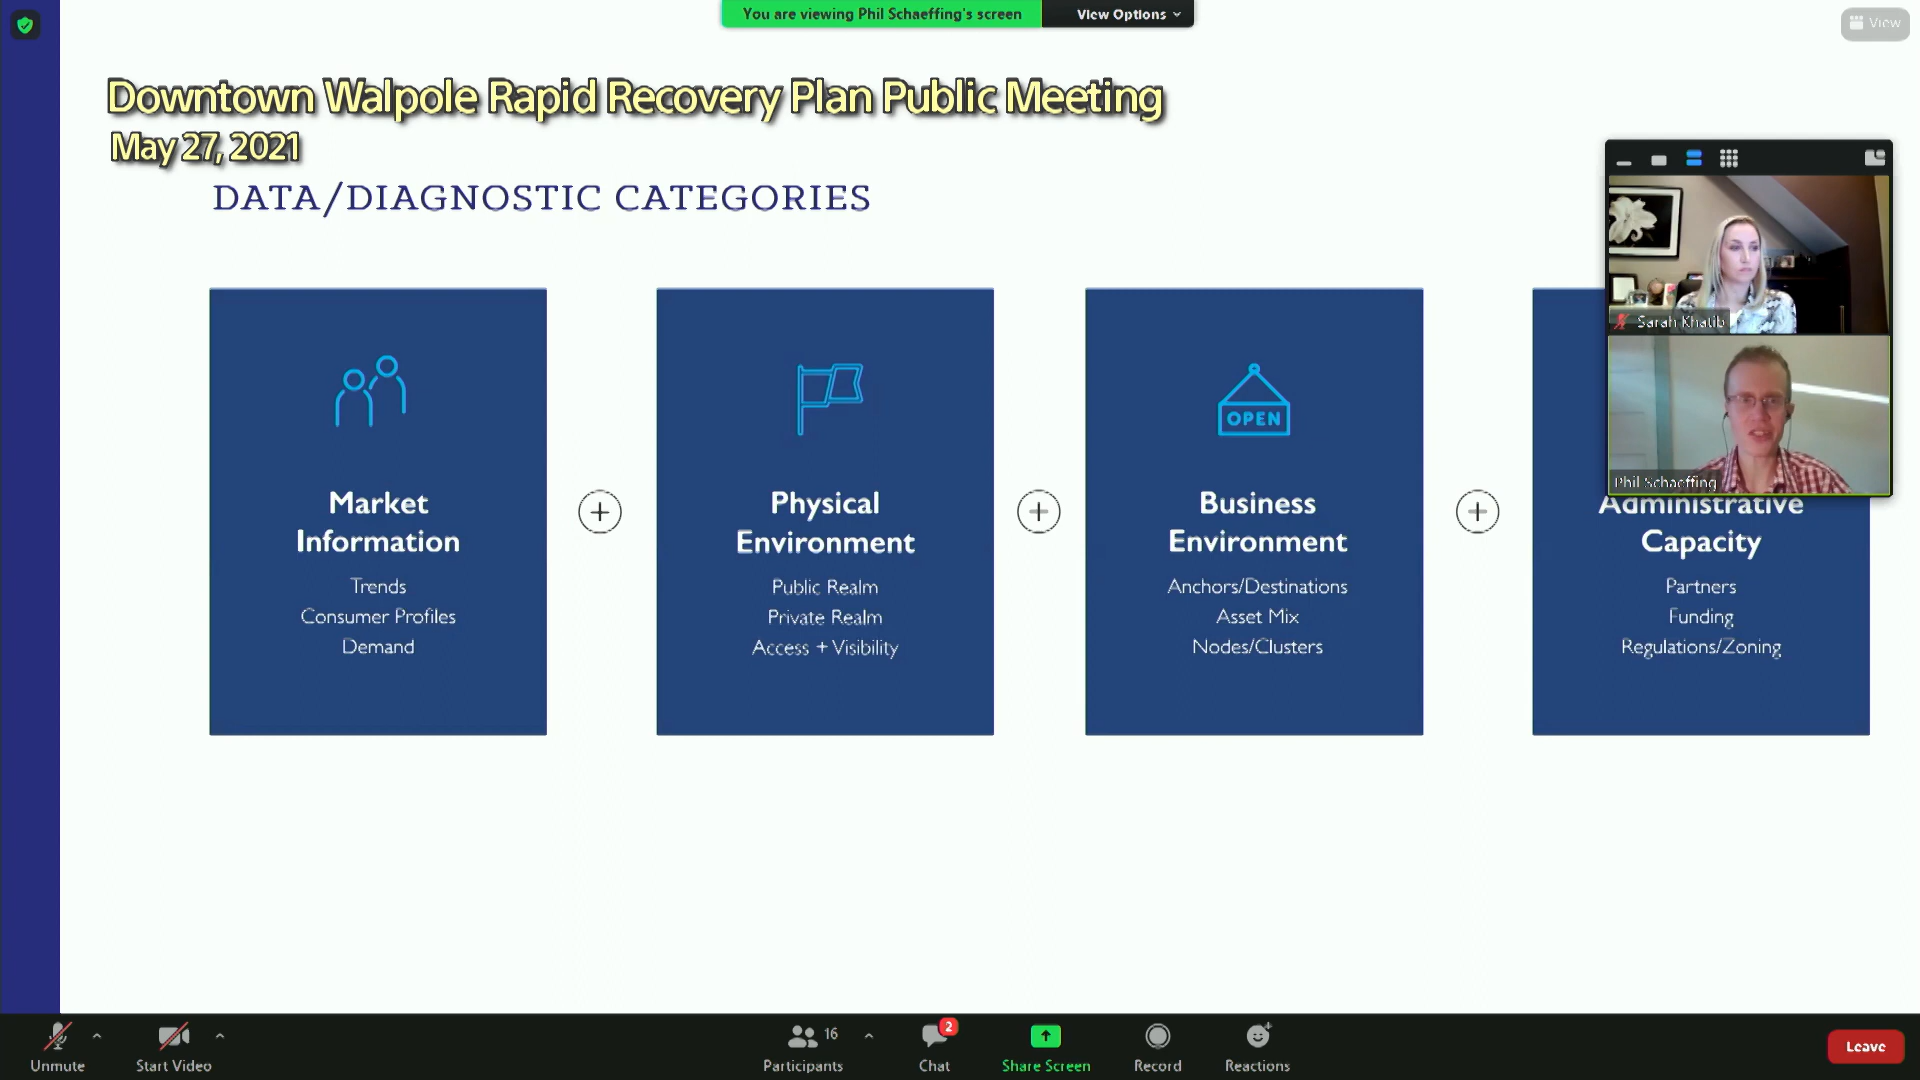 You are viewing Phil Schaeffing's screen
View Options
View
Downtown Walpole Rapid Recovery Plan Public Meeting
May 27, 2021
DATA/DIAGNOSTIC CATEGORIES
Sarah Khatib
Phil Schaeffing
OPEN
Market
Information
Trends
Consumer Profiles
Demand
Physical
Environment
Public Realm
Private Realm
Access + Visibility
Business
Environment
Anchors/Destinations
Asset Mix
Nodes/Clusters
Administrative
Capacity
Partners
Funding
Regulations/Zoning
Unmute
Start Video
16
Participants
2
Chat
Share Screen
Record
Reactions
Leave